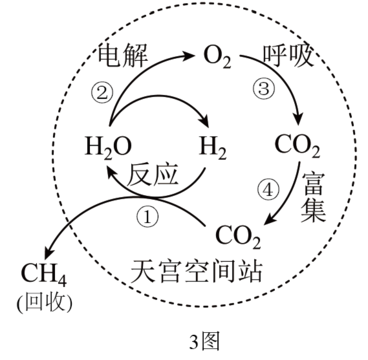 电解 O₂ 呼吸
② ③
H₂O H₂ CO₂
反应 ④ 富集
①
CO₂
CH₄ 天宫空间站
(回收)
3图